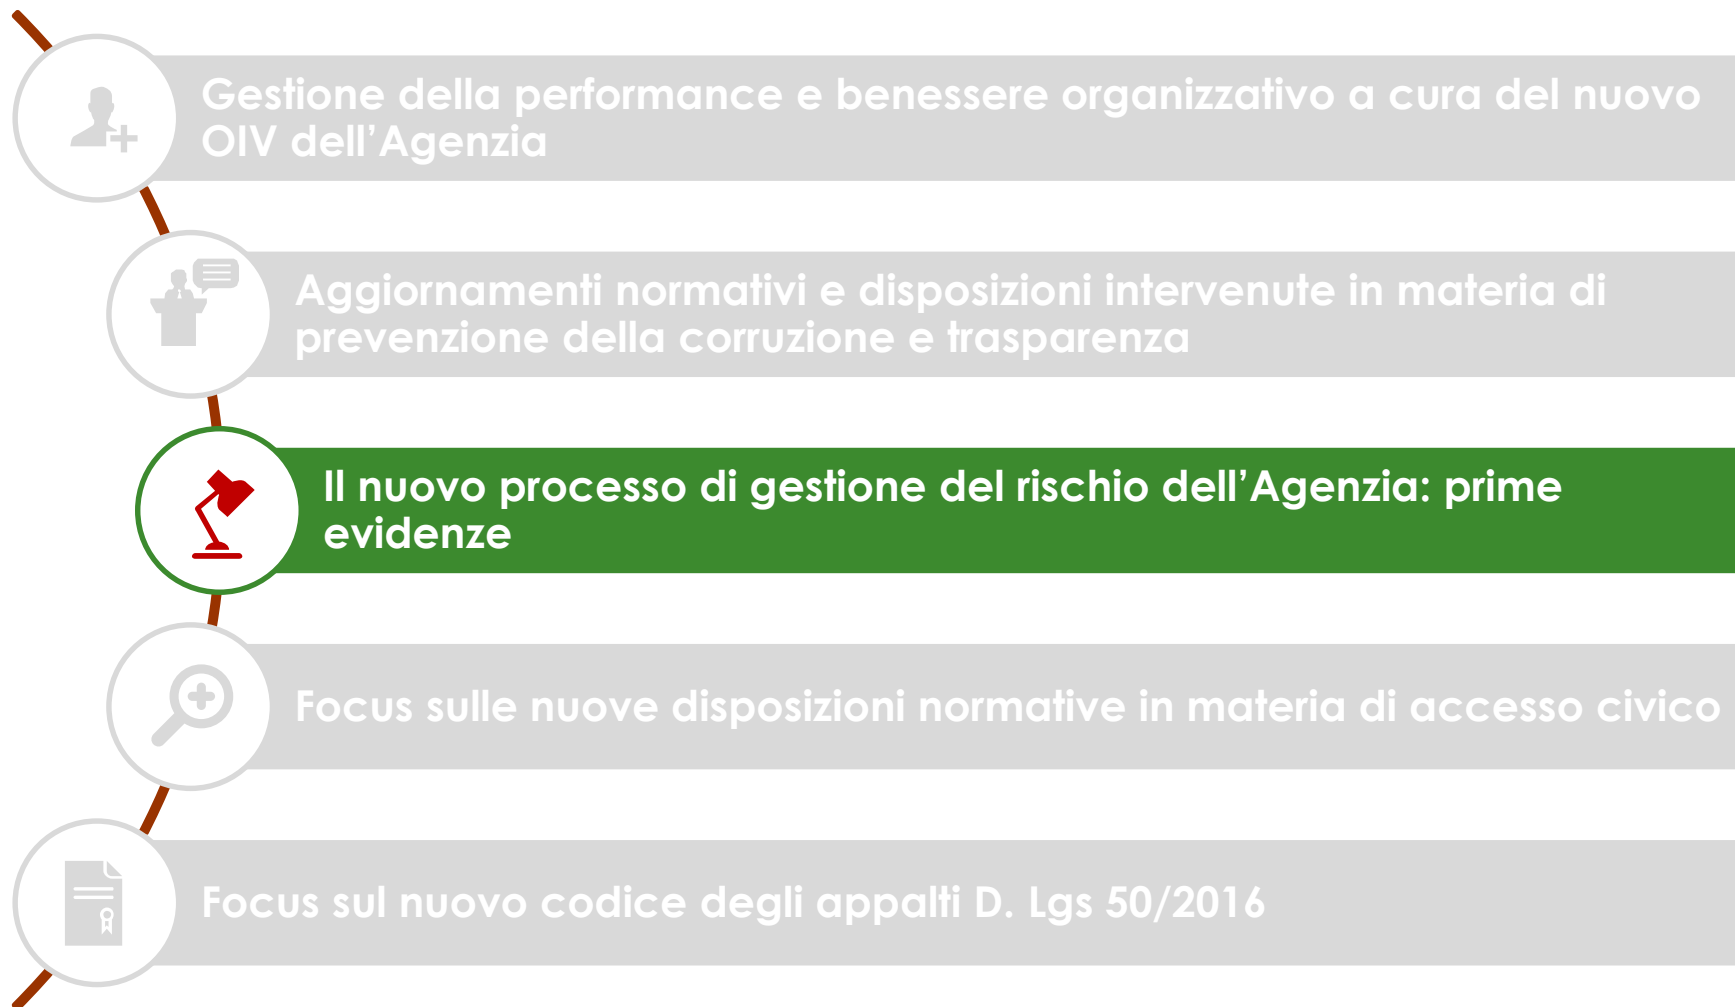 Gestione della performance e benessere organizzativo a cura del nuovo
OIV dell’Agenzia
Aggiornamenti normativi e disposizioni intervenute in materia di
prevenzione della corruzione e trasparenza
Il nuovo processo di gestione del rischio dell’Agenzia: prime
evidenze
Focus sulle nuove disposizioni normative in materia di accesso civico
Focus sul nuovo codice degli appalti D. Lgs 50/2016